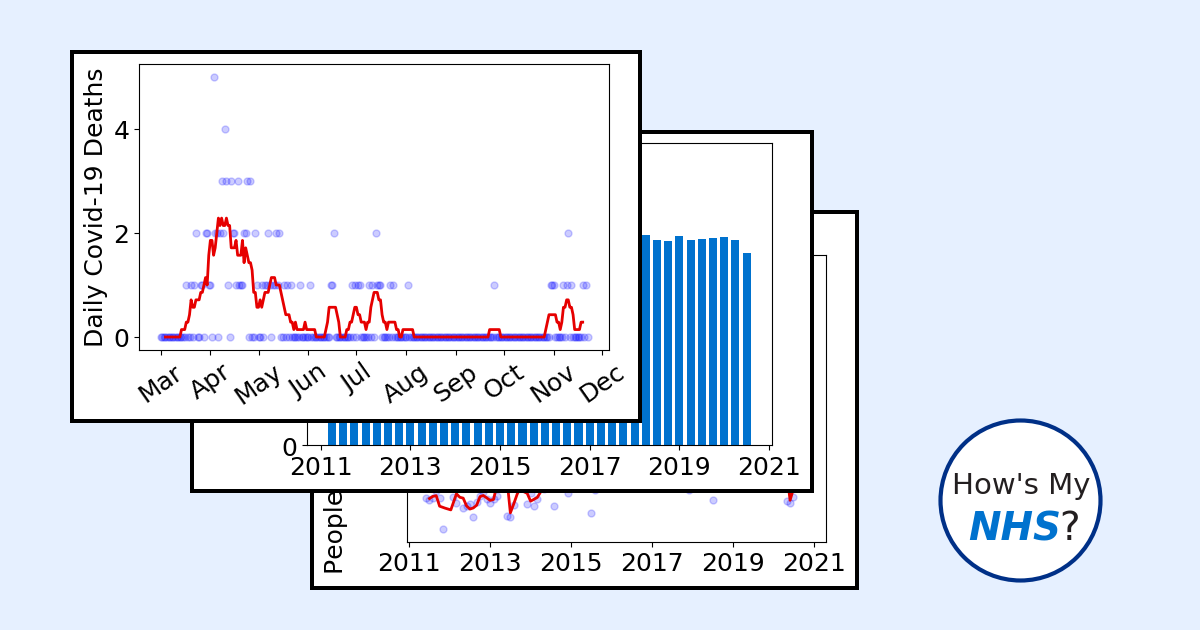 Daily Covid-19 Deaths
4
2
0
Mar Apr May Jun Jul Aug Sep Oct Nov Dec
0
2011 2013 2015 2017 2019 2021
People
2011 2013 2015 2017 2019 2021
How's My
NHS?